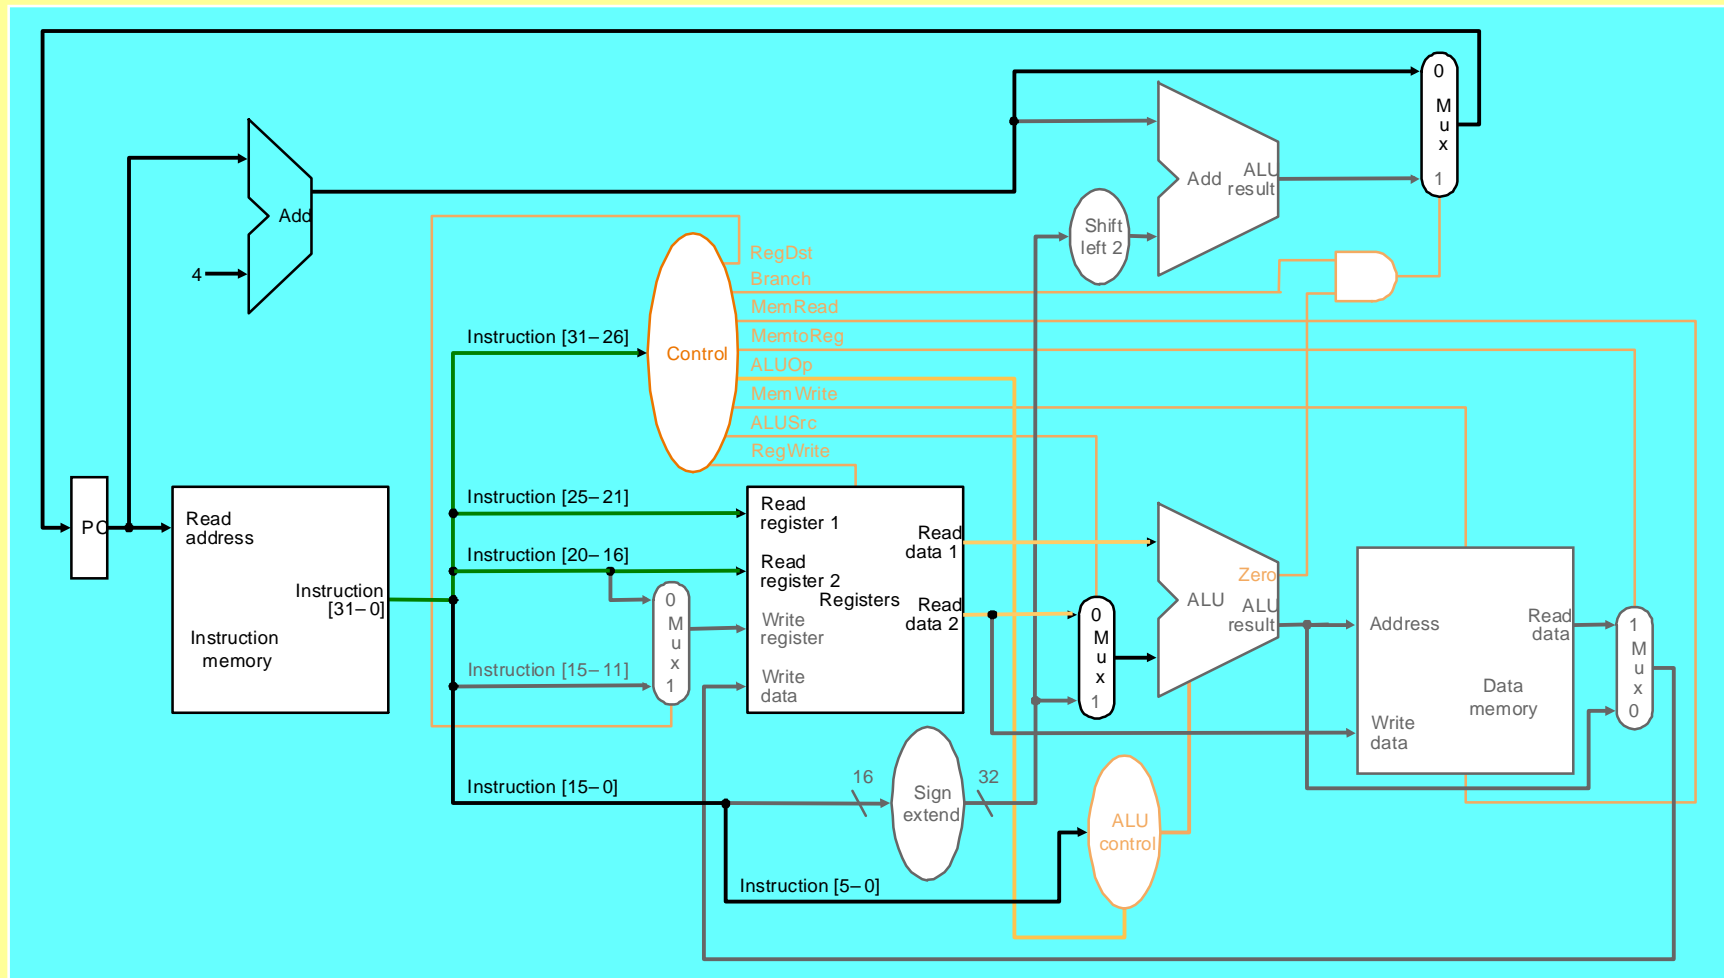 0
M
u
x
1
Add
ALU
result
Shift
left 2
Add
4
RegDst
Branch
MemRead
MemtoReg
ALUOp
MemWrite
ALUSrc
RegWrite
Control
Instruction [31–26]
Instruction [25–21]
Instruction [20–16]
Instruction [15–11]
Instruction [15–0]
Instruction [5–0]
PC
Read
address
Instruction
[31–0]
Instruction
memory
0
M
u
x
1
Read
register 1
Read
register 2
Registers
Write
register
Write
data
Read
data 1
Read
data 2
16
Sign
extend
32
0
M
u
x
1
Zero
ALU
ALU
result
ALU
control
Address
Read
data
Data
memory
Write
data
1
M
u
x
0